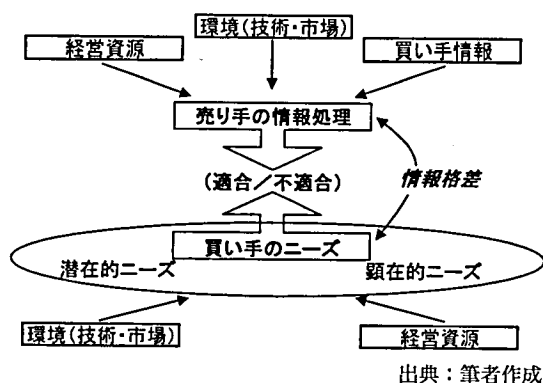 環境(技術・市場)
経営資源
買い手情報
売り手の情報処理
(適合／不適合)
情報格差
買い手のニーズ
潜在的ニーズ
顕在的ニーズ
環境(技術・市場)
経営資源
出典：筆者作成